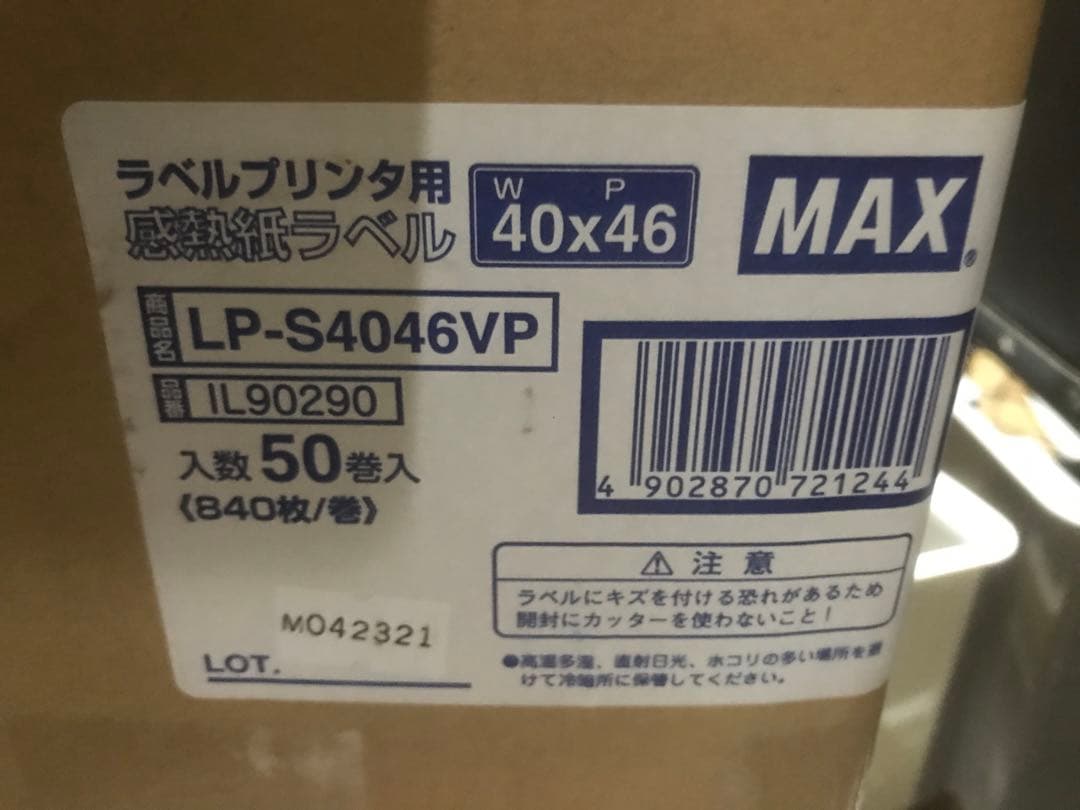 ラベルプリンタ用
感熱紙ラベル
W P
40x46
MAX®
商品名 LP-S4046VP
品番 IL90290
入数 50巻入
《840枚/巻》
4 902870 721244
⚠ 注意
ラベルにキズを付ける恐れがあるため
開封にカッターを使わないこと!
●高温多湿、直射日光、ホコリの多い場所を避
けて冷暗所に保管してください。
M042321
LOT.